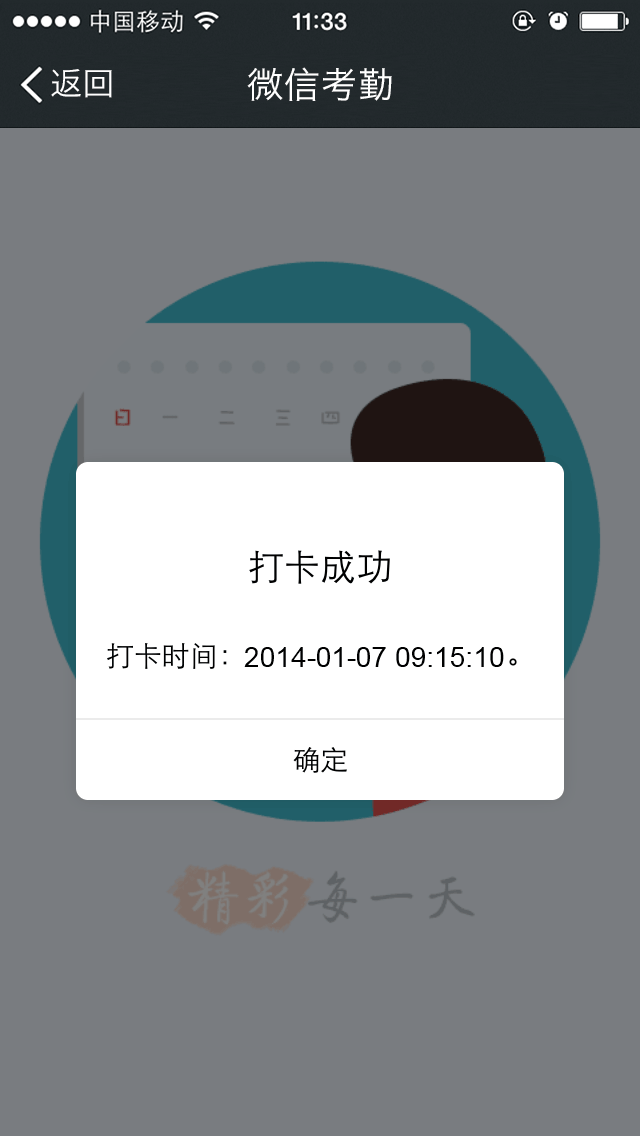 中国移动 11:33
返回 微信考勤
日 一 二 三 四
打卡成功
打卡时间：2014-01-07 09:15:10。
确定
精彩每一天